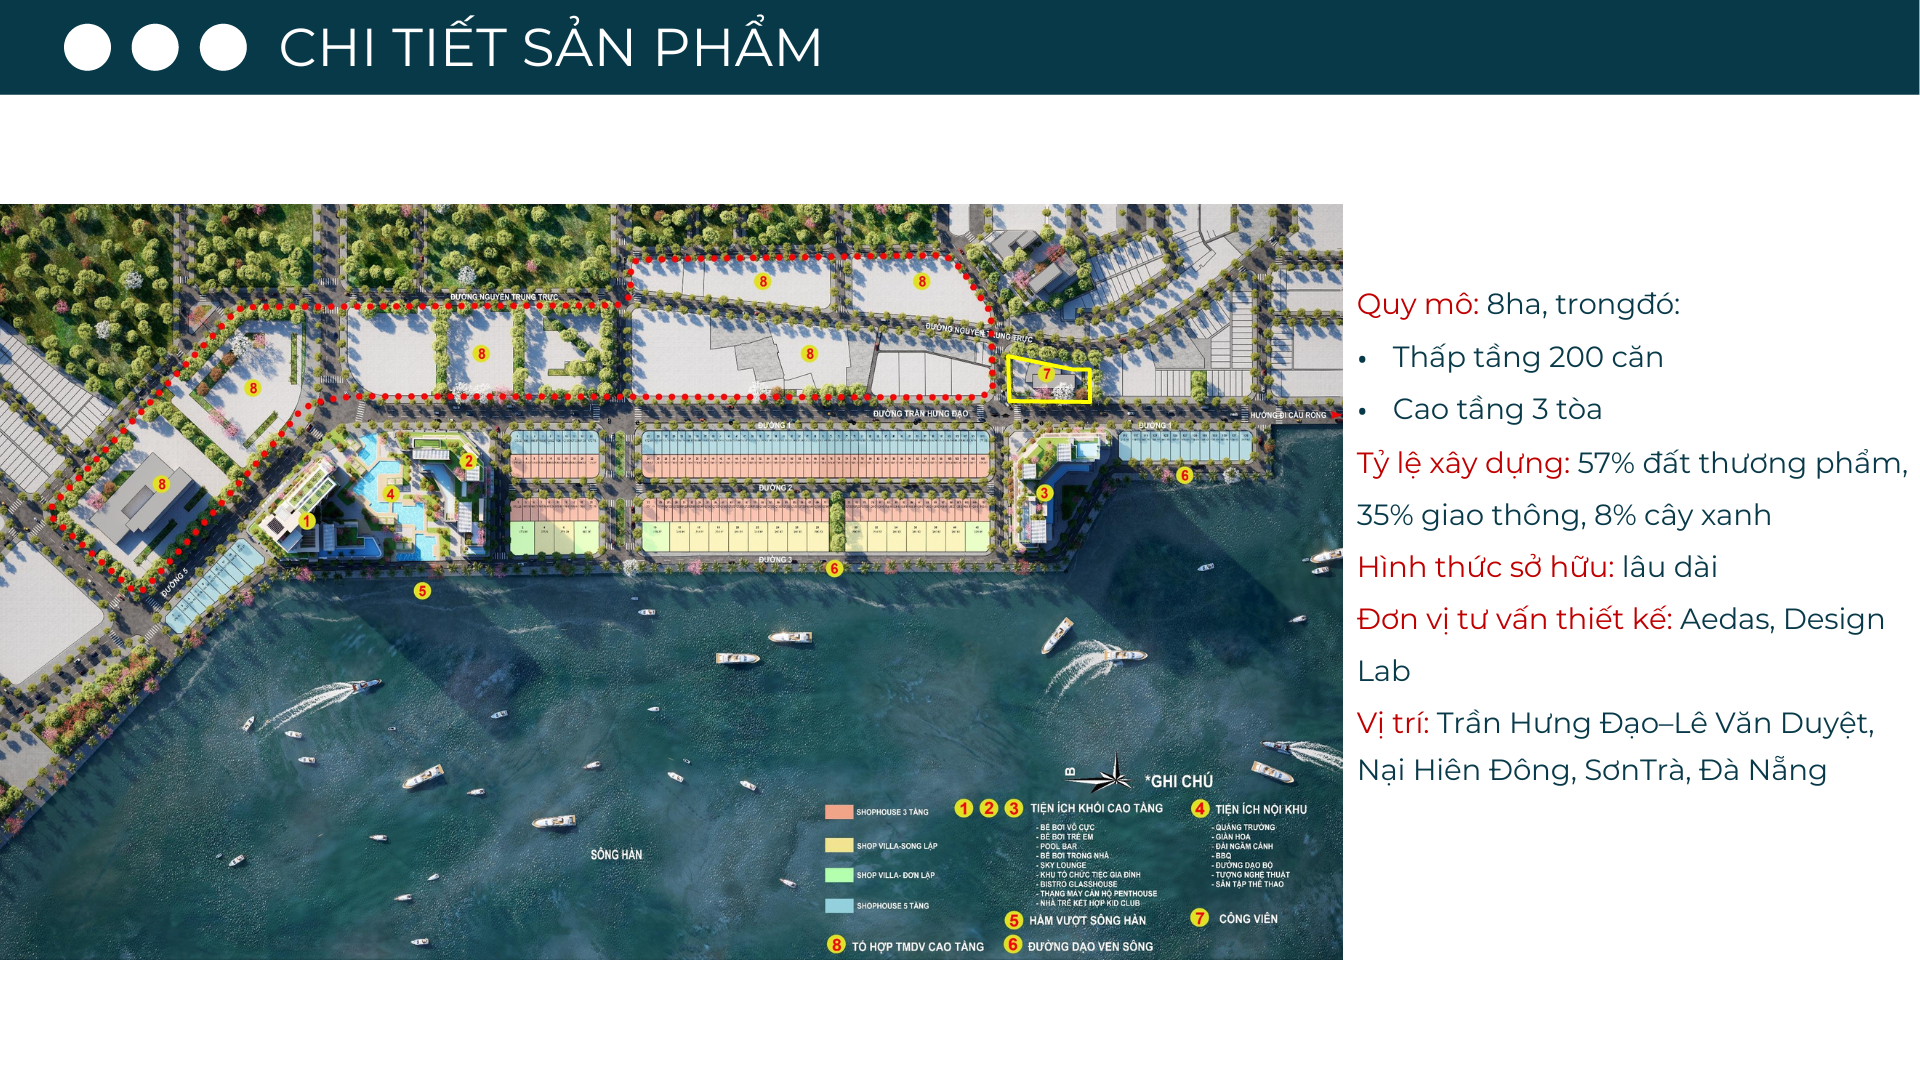 CHI TIẾT SẢN PHẨM
ĐƯỜNG NGUYỄN TRUNG TRỰC
8
8
ĐƯỜNG NGUYỄN TRUNG TRỰC
8
8
8
7
8
ĐƯỜNG TRẦN HƯNG ĐẠO
HƯỚNG ĐI CẦU RỒNG
ĐƯỜNG 1
ĐƯỜNG 1
2
4
6
ĐƯỜNG 2
3
1
ĐƯỜNG 3
6
ĐƯỜNG 5
5
SÔNG HÀN
B
*GHI CHÚ
SHOPHOUSE 3 TẦNG
SHOP VILLA-SONG LẬP
SHOP VILLA- ĐƠN LẬP
SHOPHOUSE 5 TẦNG
1 2 3 TIỆN ÍCH KHỐI CAO TẦNG
- BỂ BƠI VÔ CỰC
- BỂ BƠI TRẺ EM
- POOL BAR
- BỂ BƠI TRONG NHÀ
- SKY LOUNGE
- KHU TỔ CHỨC TIỆC GIA ĐÌNH
- BISTRO GLASSHOUSE
- THANG MÁY CĂN HỘ PENTHOUSE
- NHÀ TRẺ KẾT HỢP KID CLUB
4 TIỆN ÍCH NỘI KHU
- QUẢNG TRƯỜNG
- GIÀN HOA
- ĐÀI NGẮM CẢNH
- BBQ
- ĐƯỜNG DẠO BỘ
- TƯỢNG NGHỆ THUẬT
- SÂN TẬP THỂ THAO
5 HẦM VƯỢT SÔNG HÀN
7 CÔNG VIÊN
8 TỔ HỢP TMDV CAO TẦNG
6 ĐƯỜNG DẠO VEN SÔNG
Quy mô: 8ha, trongđó:
• Thấp tầng 200 căn
• Cao tầng 3 tòa
Tỷ lệ xây dựng: 57% đất thương phẩm,
35% giao thông, 8% cây xanh
Hình thức sở hữu: lâu dài
Đơn vị tư vấn thiết kế: Aedas, Design
Lab
Vị trí: Trần Hưng Đạo–Lê Văn Duyệt,
Nại Hiên Đông, SơnTrà, Đà Nẵng